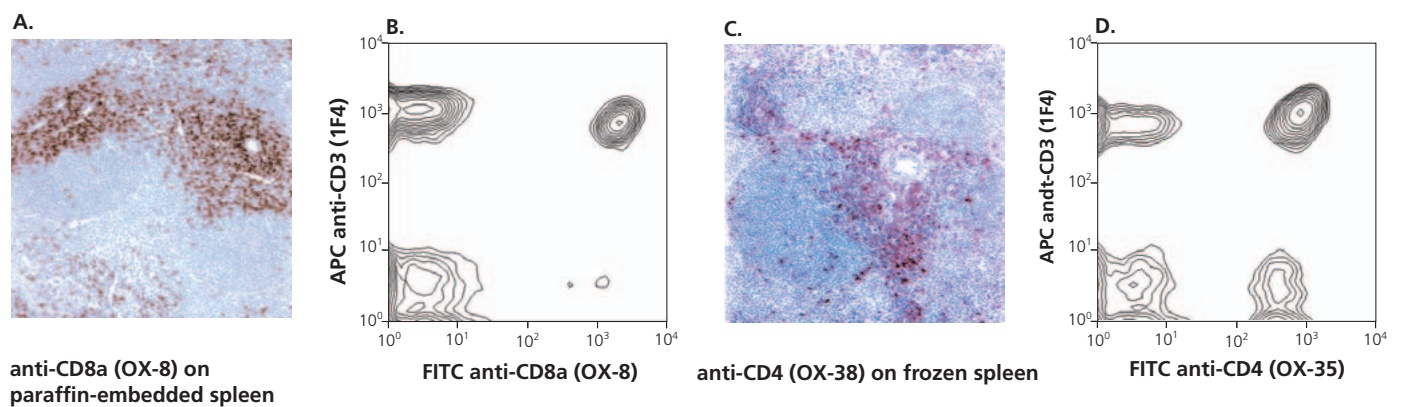 A.
anti-CD8a (OX-8) on
paraffin-embedded spleen
B.
APC anti-CD3 (1F4)
10⁴
10³
10²
10¹
10⁰
10⁰ 10¹ 10² 10³ 10⁴
FITC anti-CD8a (OX-8)
C.
anti-CD4 (OX-38) on frozen spleen
D.
APC andt-CD3 (1F4)
10⁴
10³
10²
10¹
10⁰
10⁰ 10¹ 10² 10³ 10⁴
FITC anti-CD4 (OX-35)